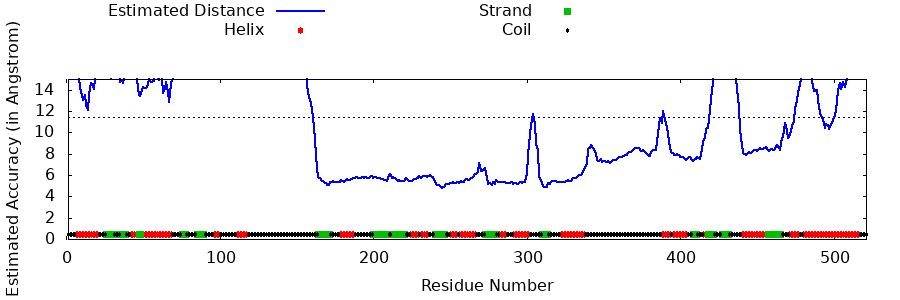 Estimated Distance
Strand
Helix
Coil
Estimated Accuracy (in Angstrom)
14
12
10
8
6
4
2
0
0 100 200 300 400 500
Residue Number